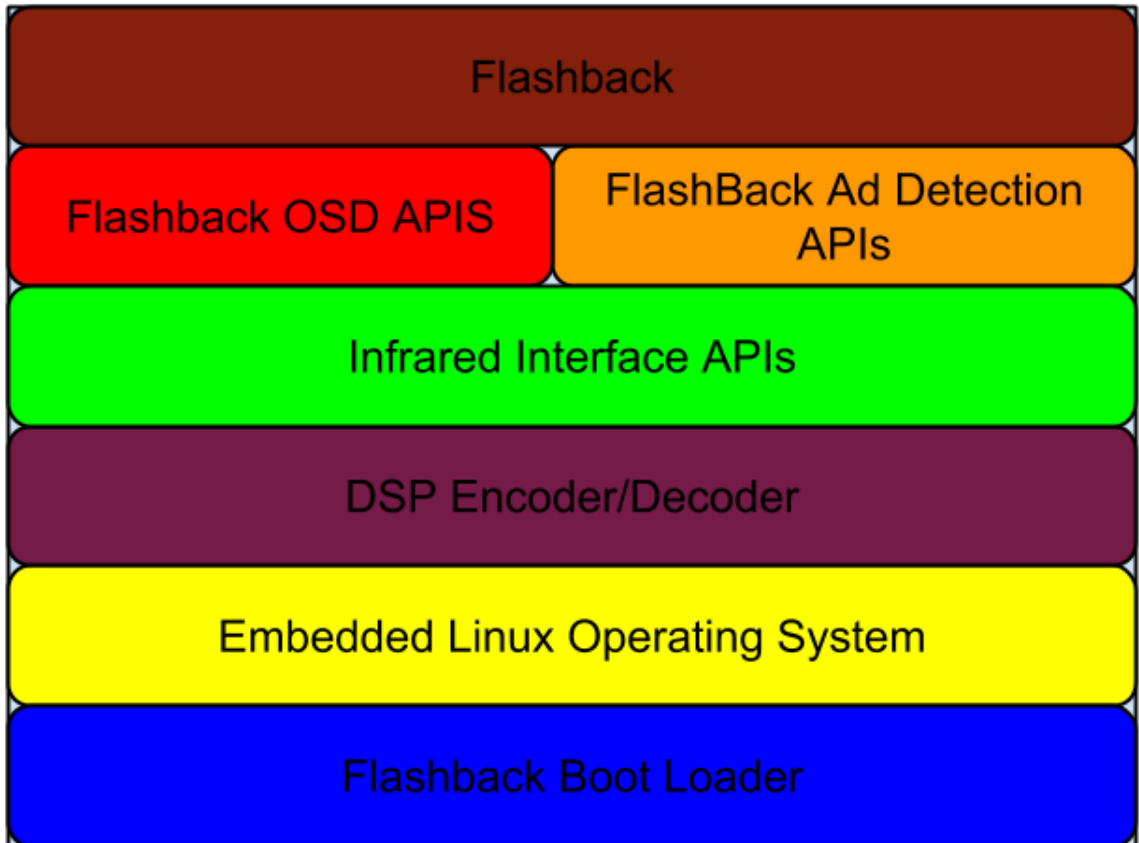 Flashback
Flashback OSD APIS
FlashBack Ad Detection
APIs
Infrared Interface APIs
DSP Encoder/Decoder
Embedded Linux Operating System
Flashback Boot Loader